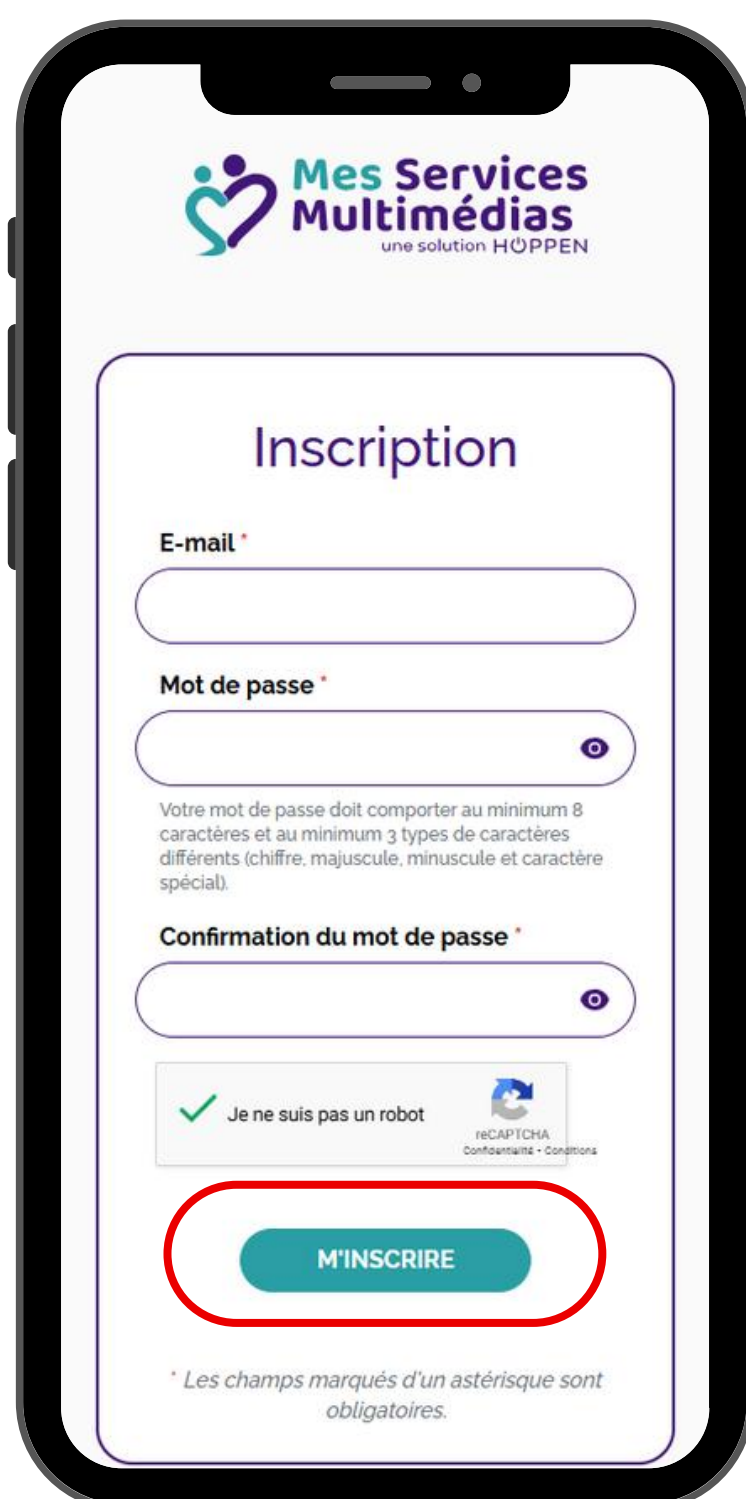 Mes Services
Multimédias
une solution HOPPEN
Inscription
E-mail *
Mot de passe *
Votre mot de passe doit comporter au minimum 8
caractères et au minimum 3 types de caractères
différents (chiffre, majuscule, minuscule et caractère
spécial).
Confirmation du mot de passe *
Je ne suis pas un robot
reCAPTCHA
Confidentialité - Conditions
M'INSCRIRE
* Les champs marqués d'un astérisque sont
obligatoires.